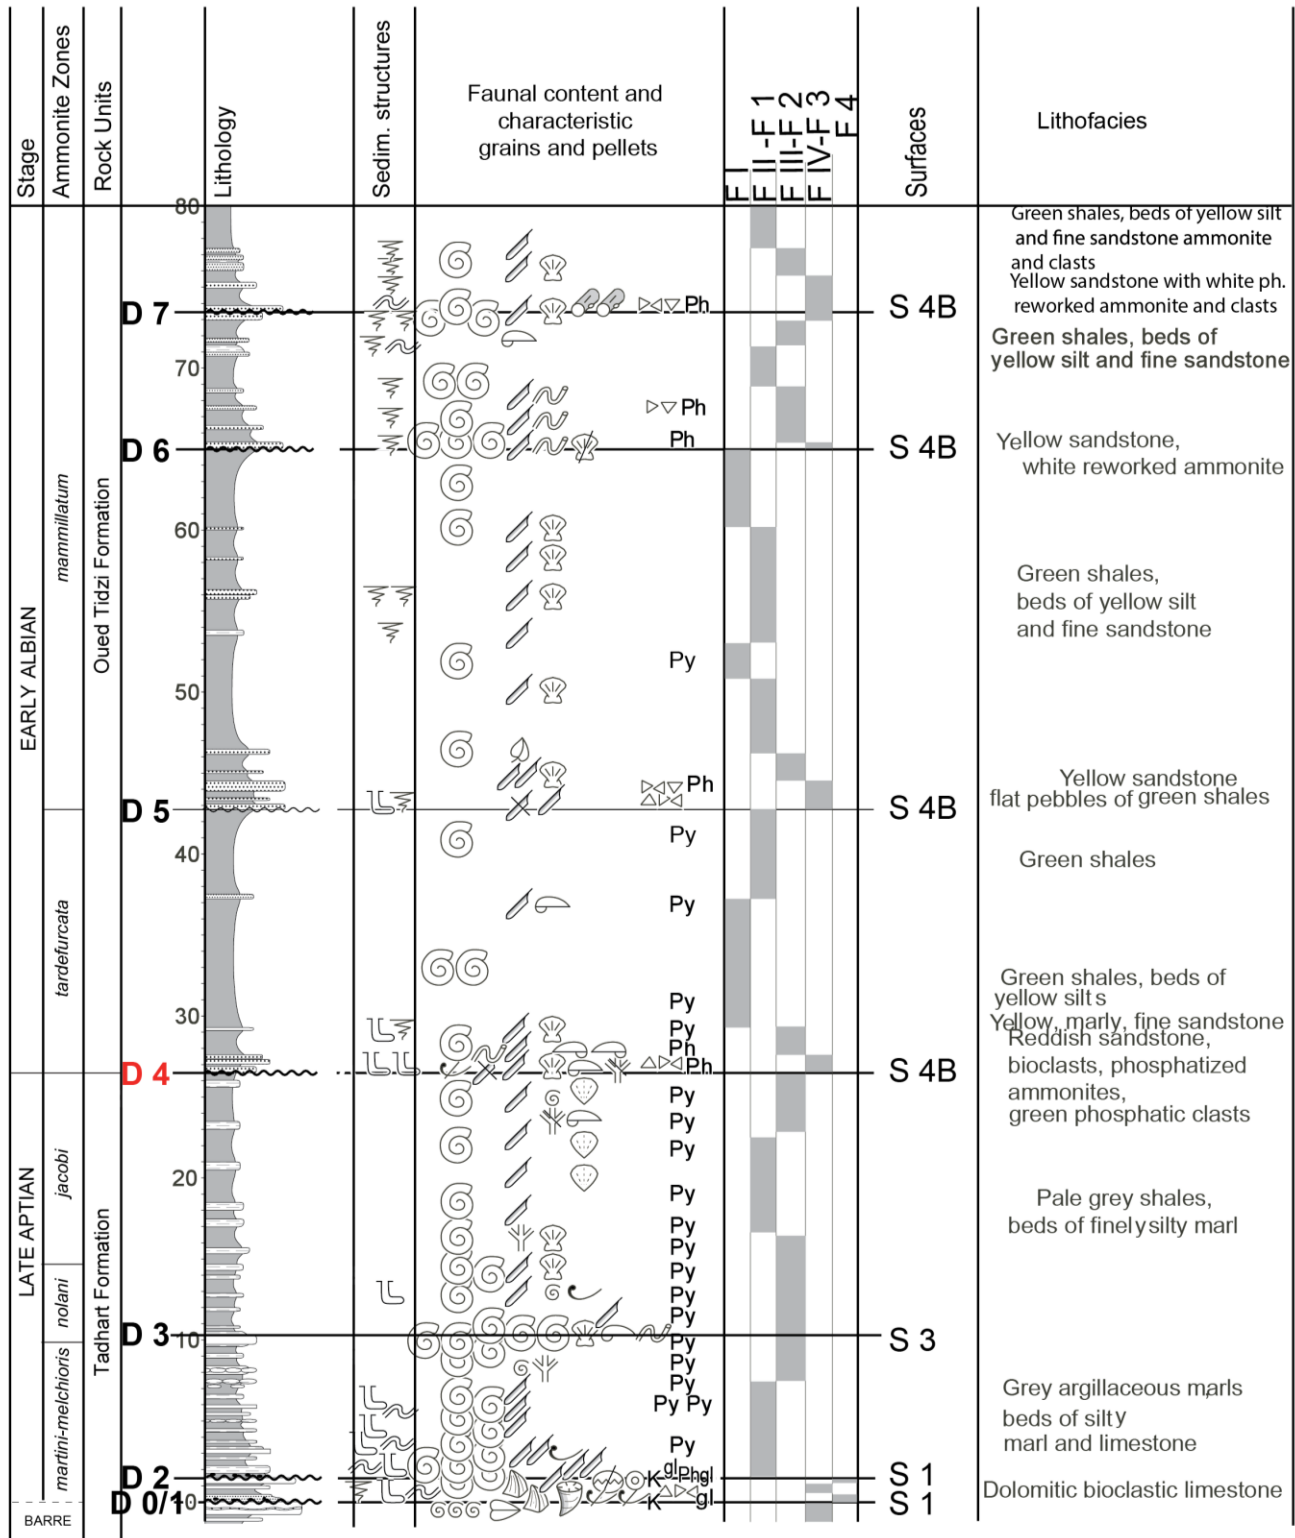 Stage
Ammonite Zones
Rock Units
Lithology
Sedim. structures
Faunal content and
characteristic
grains and pellets
F I
F II -F 1
F III-F 2
F IV-F 3
F 4
Surfaces
Lithofacies
80
Green shales, beds of yellow silt
and fine sandstone ammonite
and clasts
Yellow sandstone with white ph.
reworked ammonite and clasts
D 7
Ph
S 4B
Green shales, beds of
yellow silt and fine sandstone
70
Ph
Ph
D 6
S 4B
Yellow sandstone,
white reworked ammonite
60
mammillatum
Oued Tidzi Formation
EARLY ALBIAN
Green shales,
beds of yellow silt
and fine sandstone
Py
50
Ph
Yellow sandstone
flat pebbles of green shales
D 5
S 4B
Py
40
Green shales
Py
tardefurcata
Green shales, beds of
yellow silts
Py
30
Py
Yellow, marly, fine sandstone
Ph
Reddish sandstone,
bioclasts, phosphatized
ammonites,
green phosphatic clasts
Ph
D 4
S 4B
Py
Py
Py
jacobi
20
Py
Pale grey shales,
beds of finely silty marl
Py
Py
LATE APTIAN
Tadhart Formation
Py
nolani
Py
Py
D 3
10
S 3
Py
Py
Py
martini-melchioris
Grey argillaceous marls
beds of silty
marl and limestone
Py Py
Py
gl
D 2
K
Ph
gl
S 1
Dolomitic bioclastic limestone
D 0/1
0
K
gl
S 1
BARRE